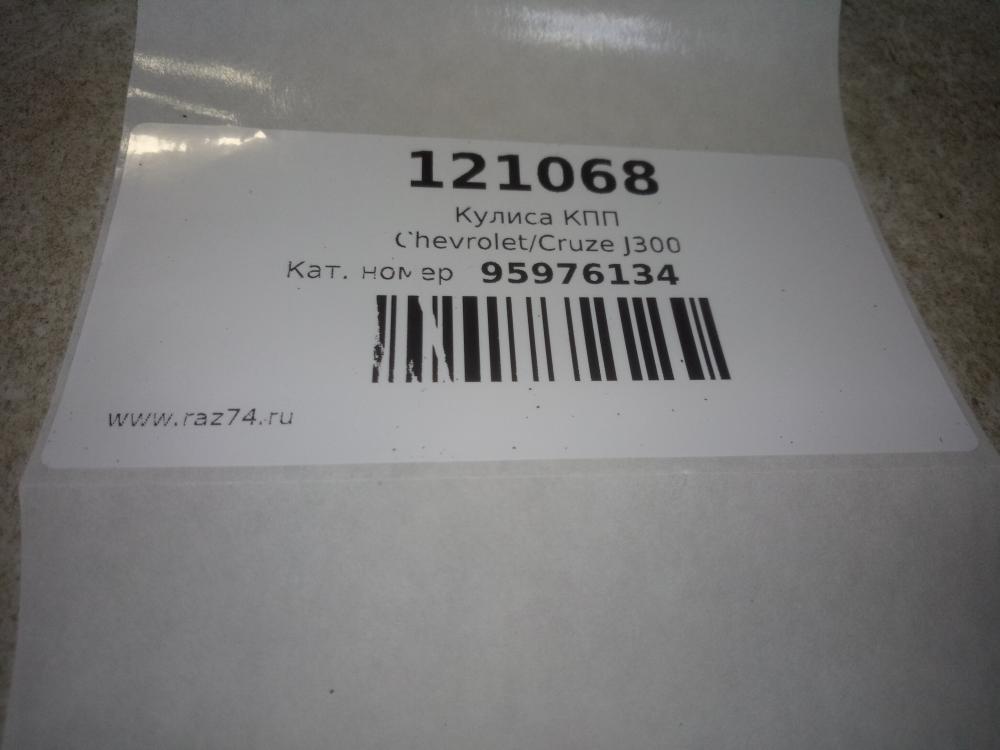 121068
Кулиса КПП
Chevrolet/Cruze J300
Кат. номер 95976134
www.raz74.ru